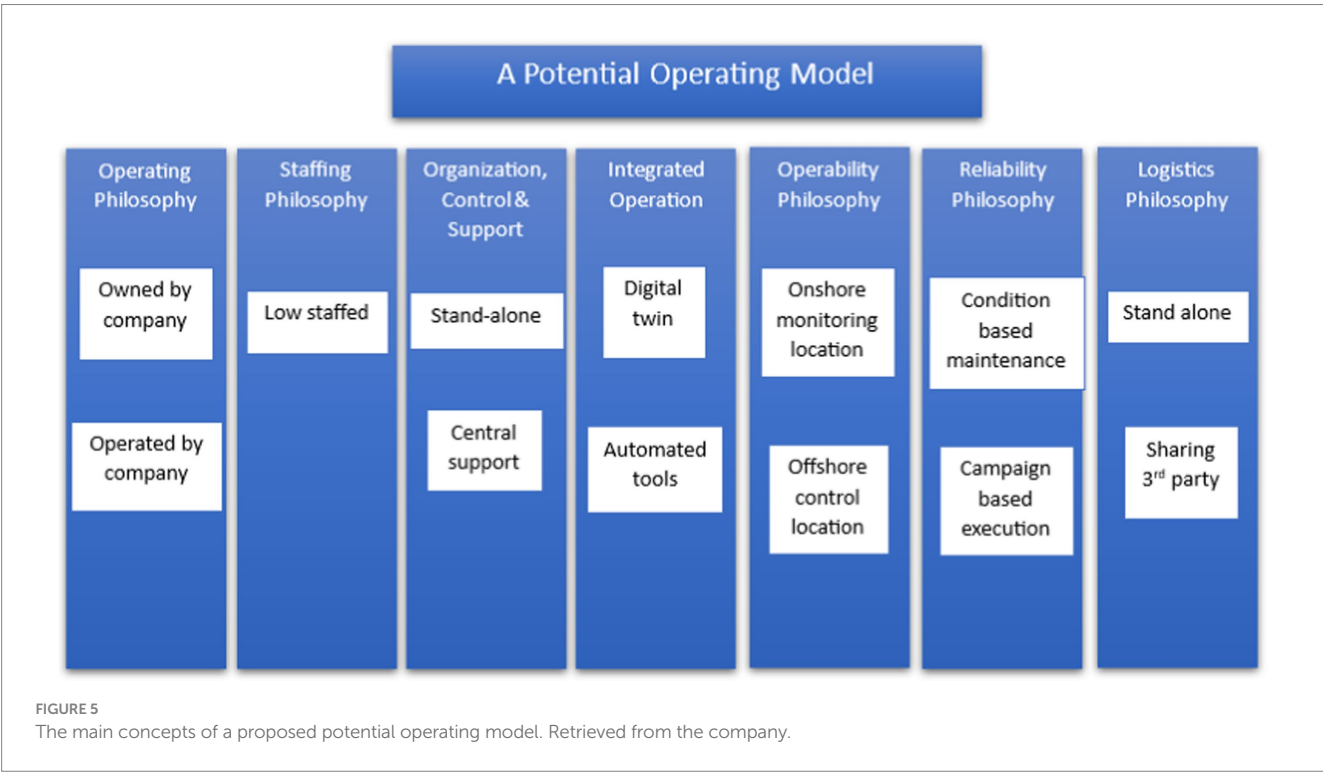 A Potential Operating Model
Operating
Philosophy
Owned by
company
Operated by
company
Staffing
Philosophy
Low staffed
Organization,
Control &
Support
Stand-alone
Central
support
Integrated
Operation
Digital
twin
Automated
tools
Operability
Philosophy
Onshore
monitoring
location
Offshore
control
location
Reliability
Philosophy
Condition
based
maintenance
Campaign
based
execution
Logistics
Philosophy
Stand alone
Sharing
3rd party
FIGURE 5
The main concepts of a proposed potential operating model. Retrieved from the company.